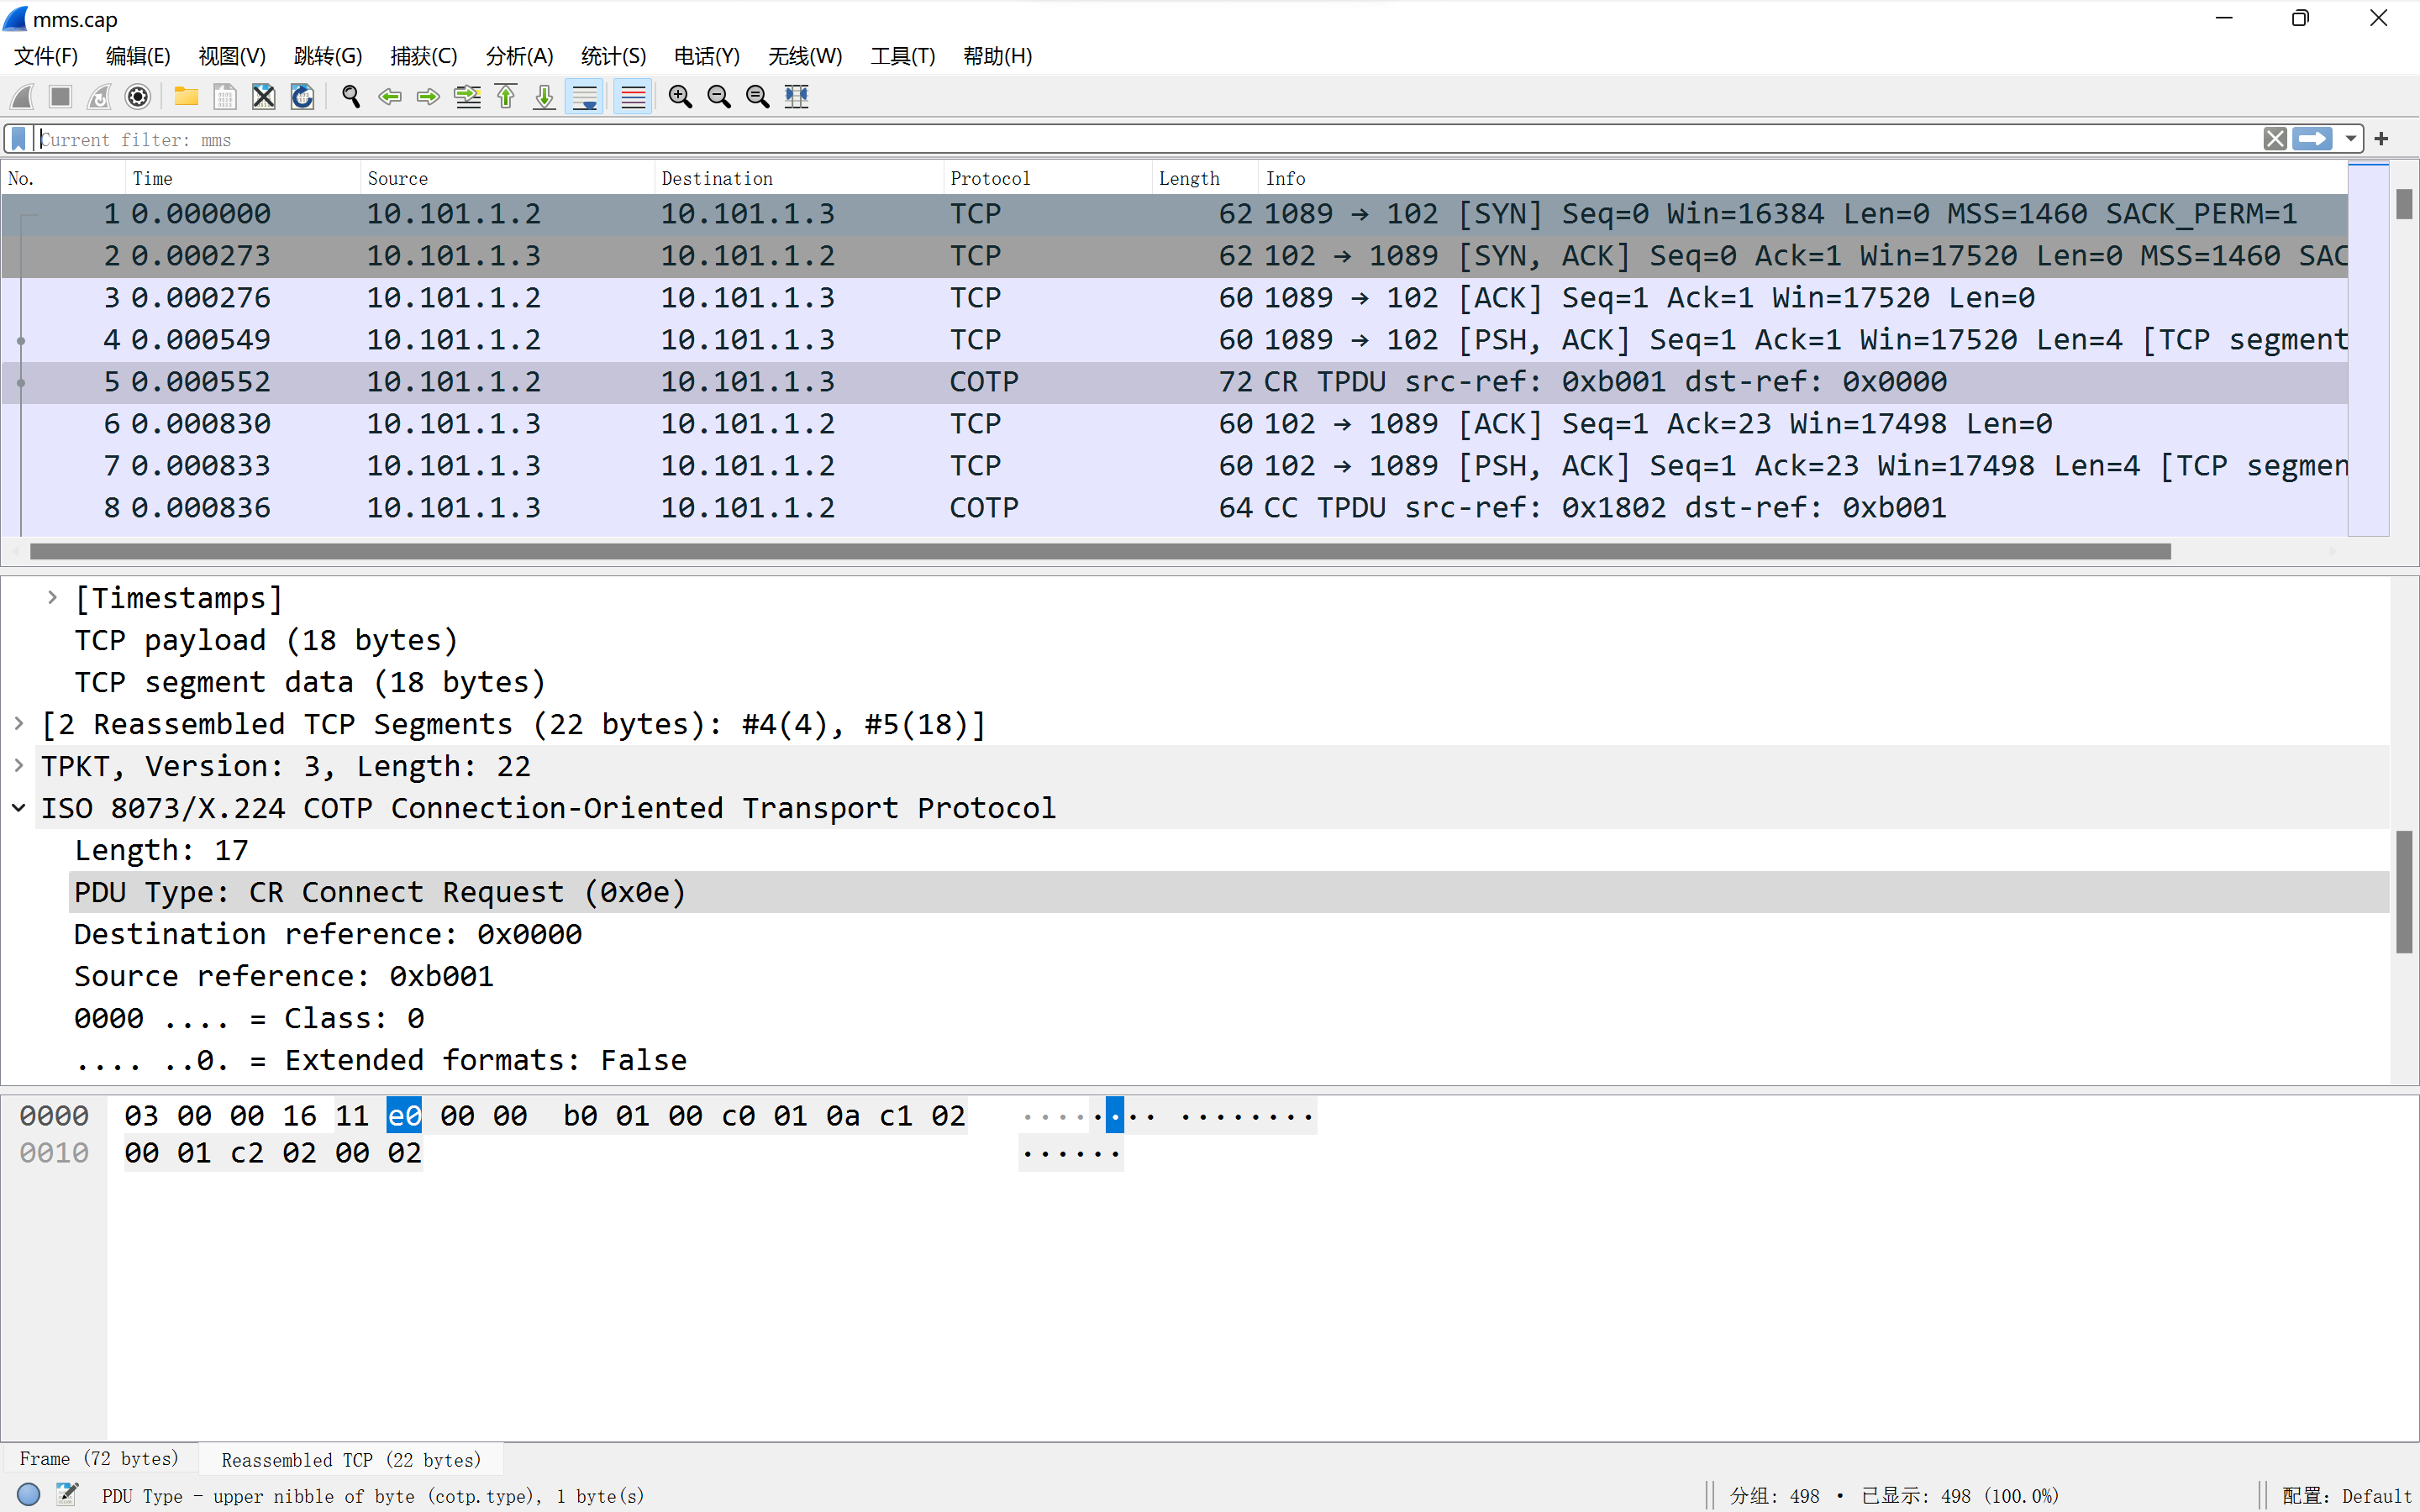 mms.cap
文件(F) 编辑(E) 视图(V) 跳转(G) 捕获(C) 分析(A) 统计(S) 电话(Y) 无线(W) 工具(T) 帮助(H)
Current filter: mms
No. Time Source Destination Protocol Length Info
1 0.000000 10.101.1.2 10.101.1.3 TCP 62 1089 → 102 [SYN] Seq=0 Win=16384 Len=0 MSS=1460 SACK_PERM=1
2 0.000273 10.101.1.3 10.101.1.2 TCP 62 102 → 1089 [SYN, ACK] Seq=0 Ack=1 Win=17520 Len=0 MSS=1460 SAC
3 0.000276 10.101.1.2 10.101.1.3 TCP 60 1089 → 102 [ACK] Seq=1 Ack=1 Win=17520 Len=0
4 0.000549 10.101.1.2 10.101.1.3 TCP 60 1089 → 102 [PSH, ACK] Seq=1 Ack=1 Win=17520 Len=4 [TCP segment
5 0.000552 10.101.1.2 10.101.1.3 COTP 72 CR TPDU src-ref: 0xb001 dst-ref: 0x0000
6 0.000830 10.101.1.3 10.101.1.2 TCP 60 102 → 1089 [ACK] Seq=1 Ack=23 Win=17498 Len=0
7 0.000833 10.101.1.3 10.101.1.2 TCP 60 102 → 1089 [PSH, ACK] Seq=1 Ack=23 Win=17498 Len=4 [TCP segmen
8 0.000836 10.101.1.3 10.101.1.2 COTP 64 CC TPDU src-ref: 0x1802 dst-ref: 0xb001
[Timestamps]
TCP payload (18 bytes)
TCP segment data (18 bytes)
[2 Reassembled TCP Segments (22 bytes): #4(4), #5(18)]
TPKT, Version: 3, Length: 22
ISO 8073/X.224 COTP Connection-Oriented Transport Protocol
Length: 17
PDU Type: CR Connect Request (0x0e)
Destination reference: 0x0000
Source reference: 0xb001
0000 .... = Class: 0
.... ..0. = Extended formats: False
0000 03 00 00 16 11 e0 00 00 b0 01 00 c0 01 0a c1 02 ········ ········
0010 00 01 c2 02 00 02 ······
Frame (72 bytes) Reassembled TCP (22 bytes)
PDU Type - upper nibble of byte (cotp.type), 1 byte(s) 分组: 498 · 已显示: 498 (100.0%) 配置: Default